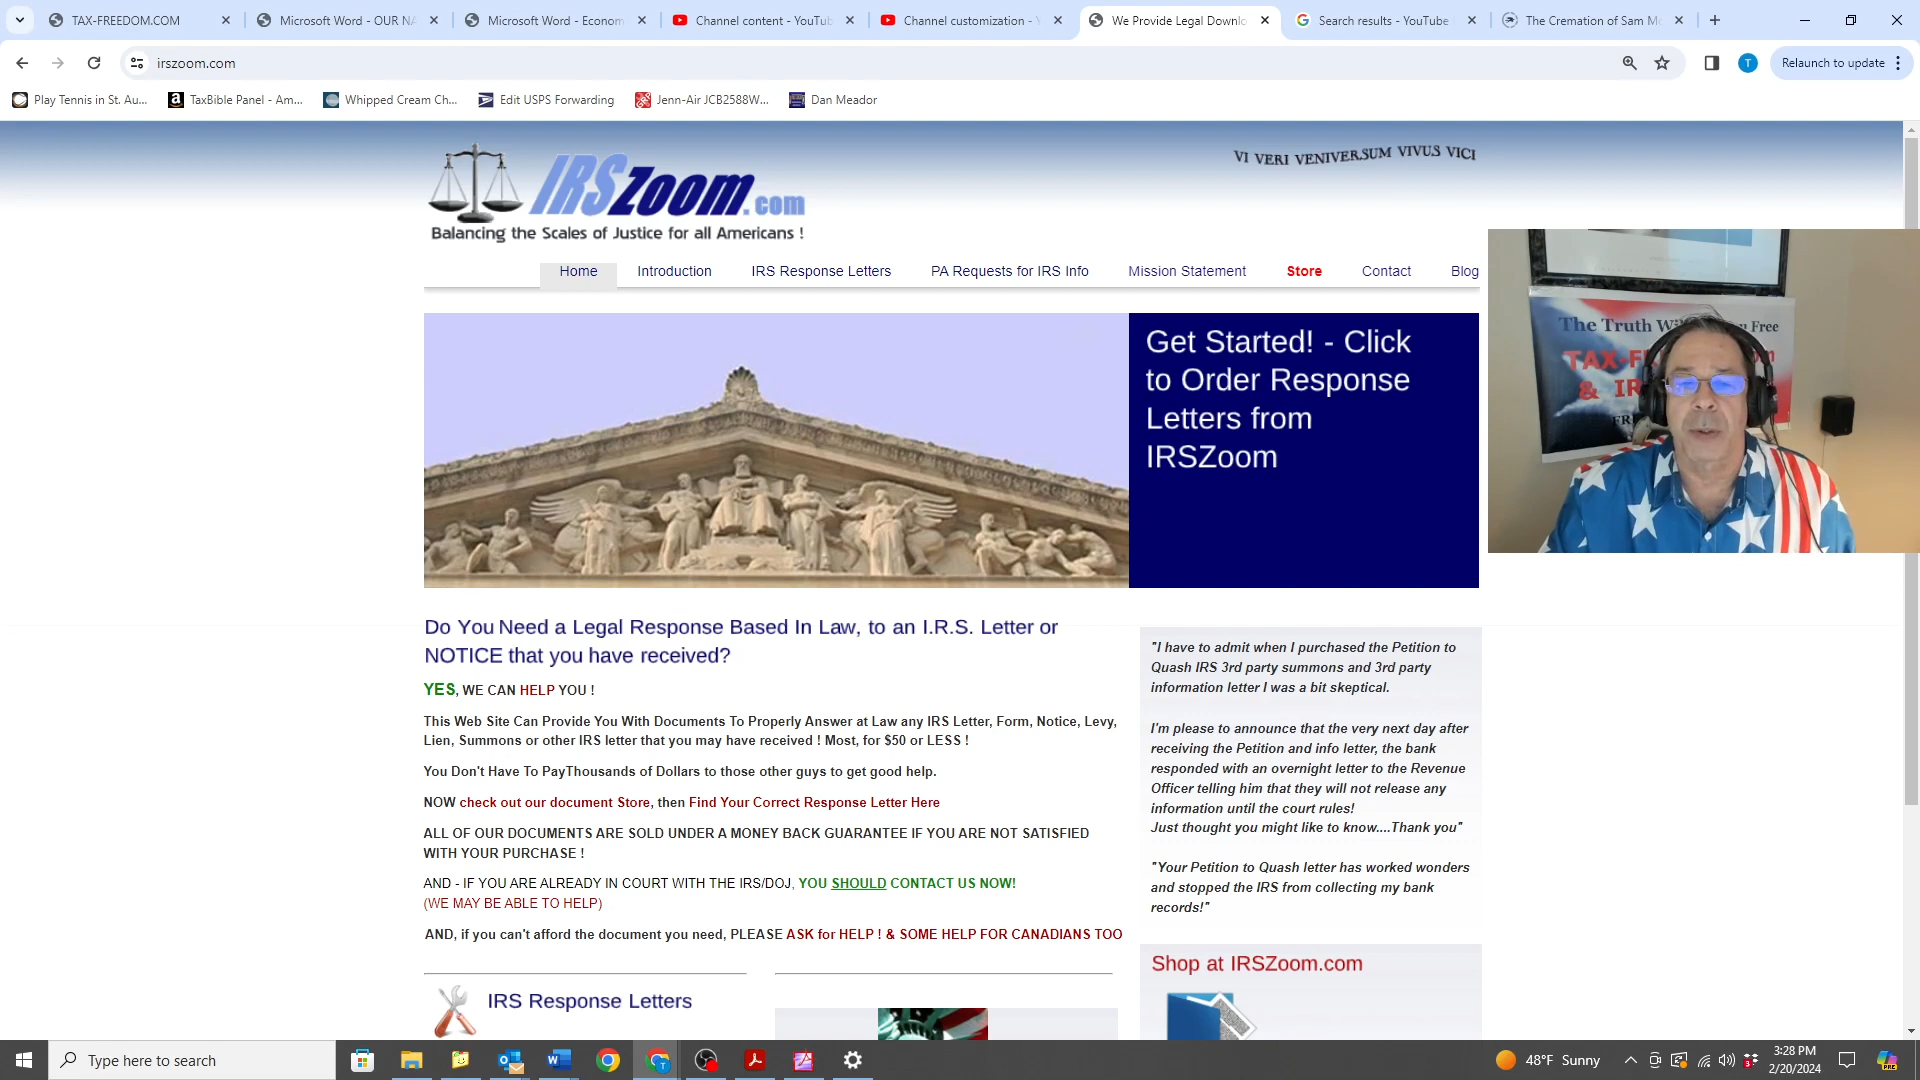 TAX-FREEDOM.COM
Microsoft Word - OUR NA
Microsoft Word - Econom
Channel content - YouTub
Channel customization - Y
We Provide Legal Downlo
Search results - YouTube
The Cremation of Sam Mc
irszoom.com
Relaunch to update
Play Tennis in St. Au...
TaxBible Panel - Am...
Whipped Cream Ch...
Edit USPS Forwarding
Jenn-Air JCB2588W...
Dan Meador
IRSZoom.com
Balancing the Scales of Justice for all Americans !
VI VERI VENIVERSUM VIVUS VICI
Home
Introduction
IRS Response Letters
PA Requests for IRS Info
Mission Statement
Store
Contact
Blog
Get Started! - Click
to Order Response
Letters from
IRSZoom
The Truth Wi
u Free
TAX-F
m
& IR
Do You Need a Legal Response Based In Law, to an I.R.S. Letter or
NOTICE that you have received?
YES, WE CAN HELP YOU !
This Web Site Can Provide You With Documents To Properly Answer at Law any IRS Letter, Form, Notice, Levy,
Lien, Summons or other IRS letter that you may have received ! Most, for $50 or LESS !
You Don't Have To PayThousands of Dollars to those other guys to get good help.
NOW check out our document Store, then Find Your Correct Response Letter Here
ALL OF OUR DOCUMENTS ARE SOLD UNDER A MONEY BACK GUARANTEE IF YOU ARE NOT SATISFIED
WITH YOUR PURCHASE !
AND - IF YOU ARE ALREADY IN COURT WITH THE IRS/DOJ, YOU SHOULD CONTACT US NOW!
(WE MAY BE ABLE TO HELP)
AND, if you can't afford the document you need, PLEASE ASK for HELP ! & SOME HELP FOR CANADIANS TOO
IRS Response Letters
"I have to admit when I purchased the Petition to
Quash IRS 3rd party summons and 3rd party
information letter I was a bit skeptical.
I'm please to announce that the very next day after
receiving the Petition and info letter, the bank
responded with an overnight letter to the Revenue
Officer telling him that they will not release any
information until the court rules!
Just thought you might like to know....Thank you"
"Your Petition to Quash letter has worked wonders
and stopped the IRS from collecting my bank
records!"
Shop at IRSZoom.com
Type here to search
48°F Sunny
3:28 PM
2/20/2024